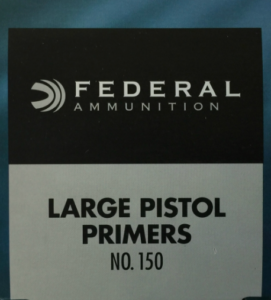 FEDERAL
AMMUNITION
LARGE PISTOL
PRIMERS
NO. 150